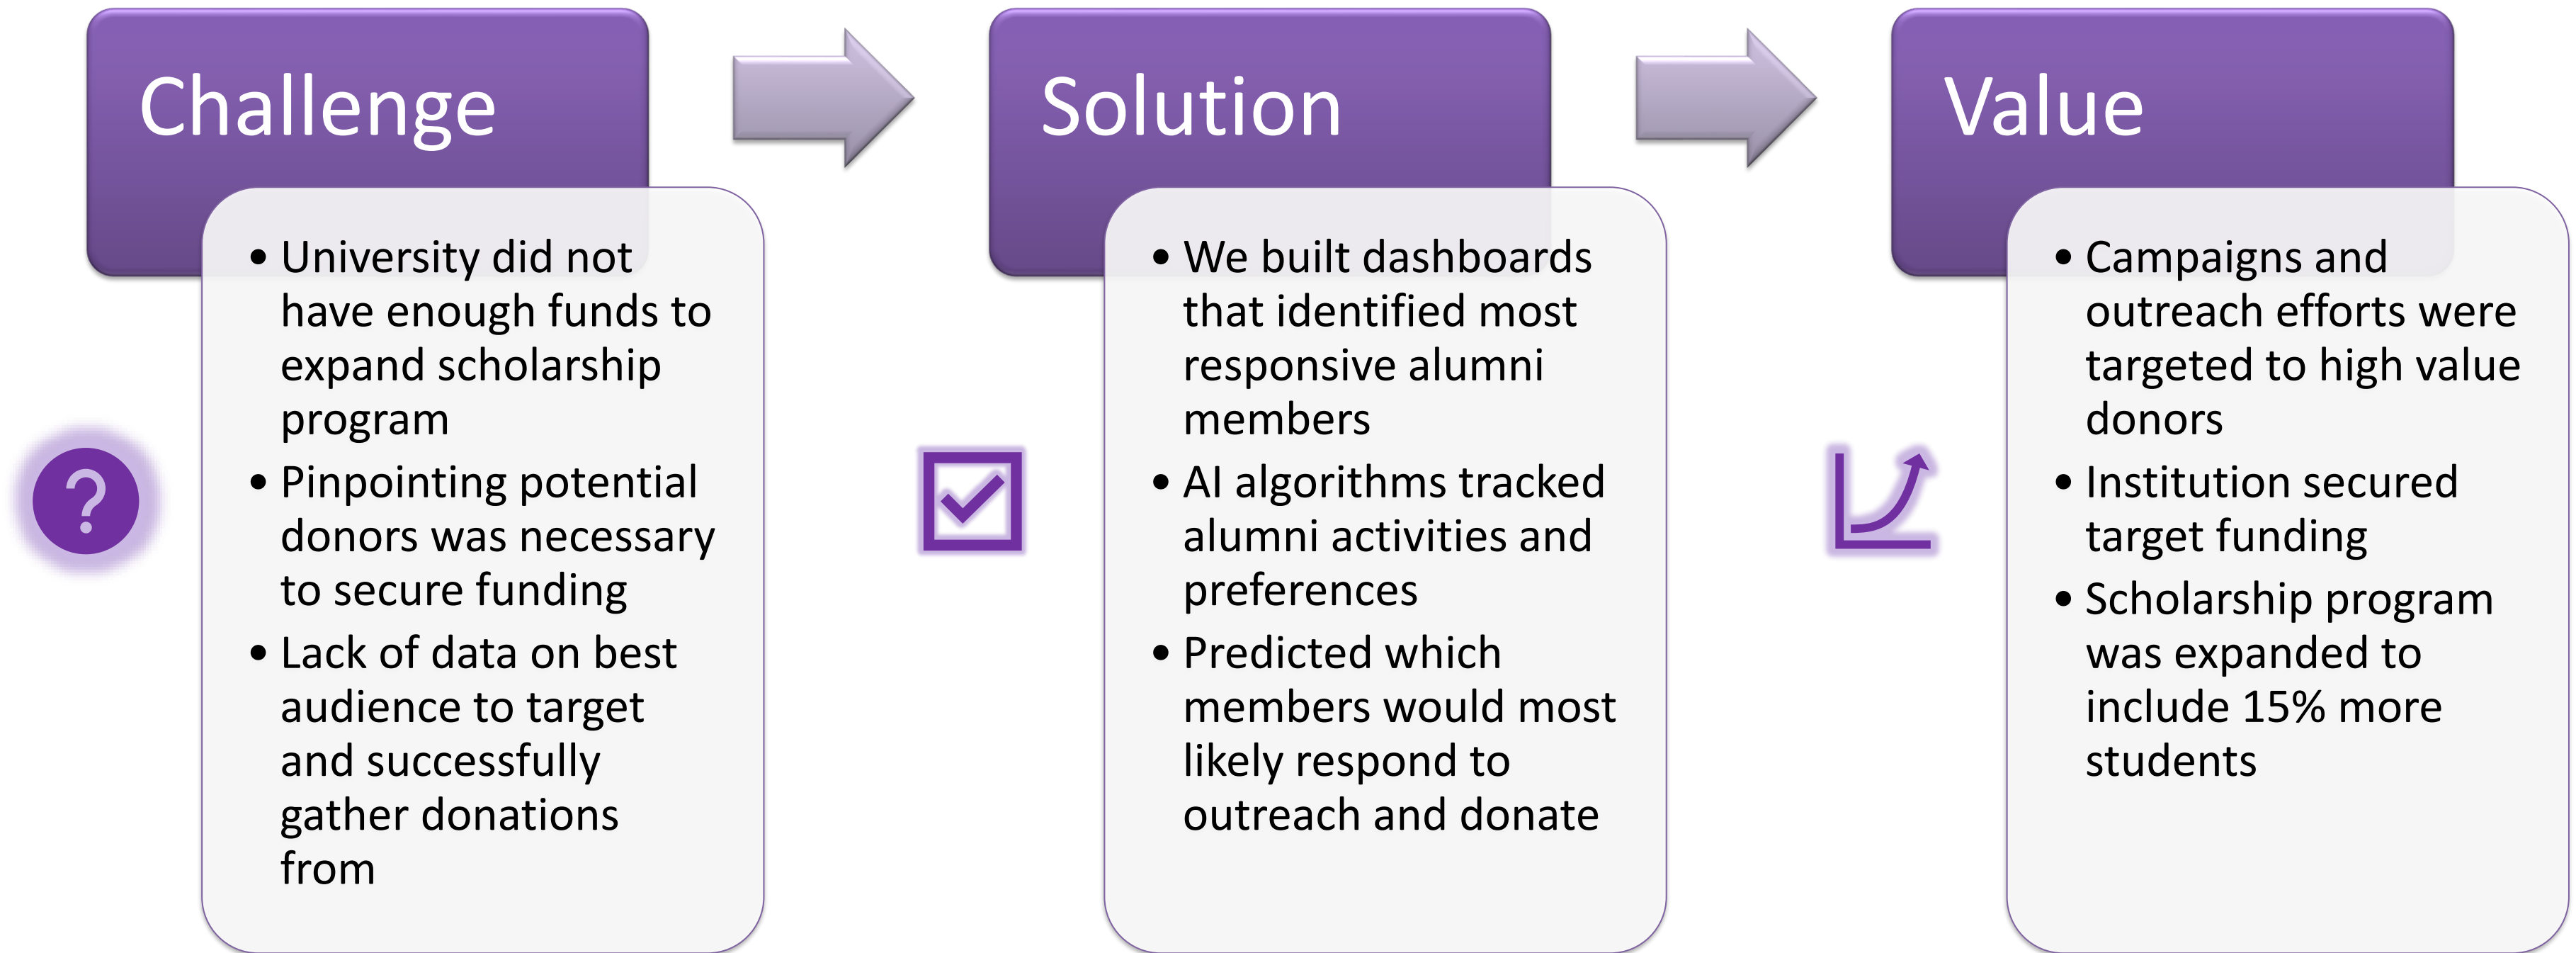 Challenge
• University did not
have enough funds to
expand scholarship
program
• Pinpointing potential
donors was necessary
to secure funding
• Lack of data on best
audience to target
and successfully
gather donations
from
?
Solution
• We built dashboards
that identified most
responsive alumni
members
• AI algorithms tracked
alumni activities and
preferences
• Predicted which
members would most
likely respond to
outreach and donate
Value
• Campaigns and
outreach efforts were
targeted to high value
donors
• Institution secured
target funding
• Scholarship program
was expanded to
include 15% more
students